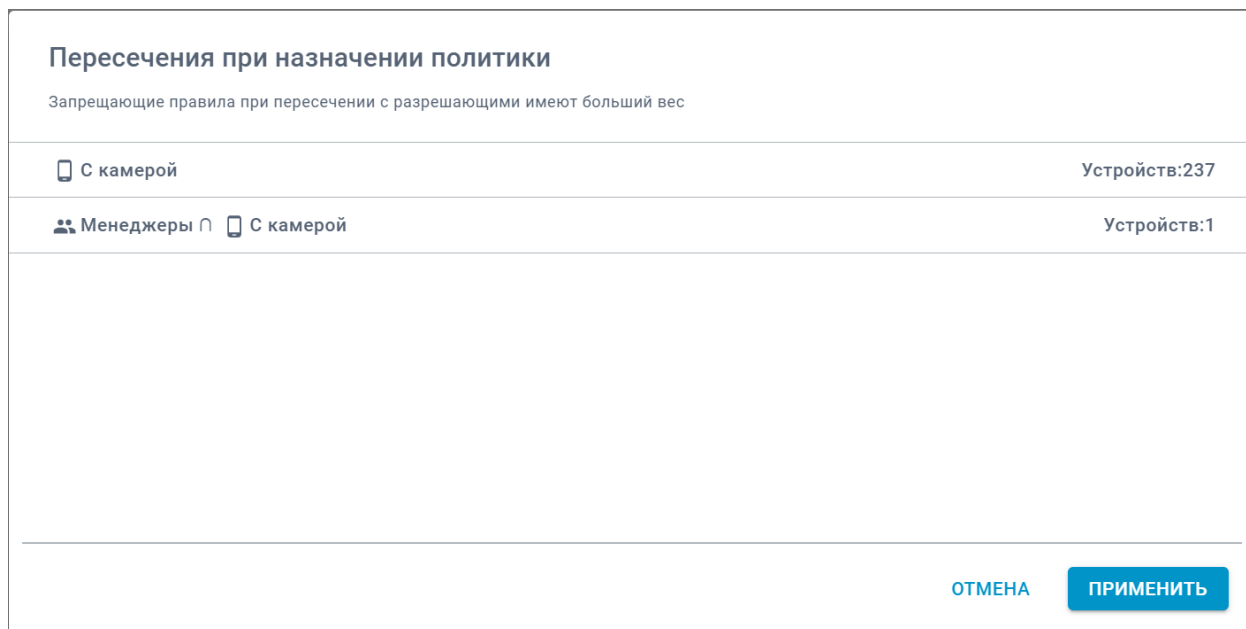 Пересечения при назначении политики
Запрещающие правила при пересечении с разрешающими имеют больший вес
С камерой Устройств:237
Менеджеры ∩ С камерой Устройств:1
ОТМЕНА ПРИМЕНИТЬ